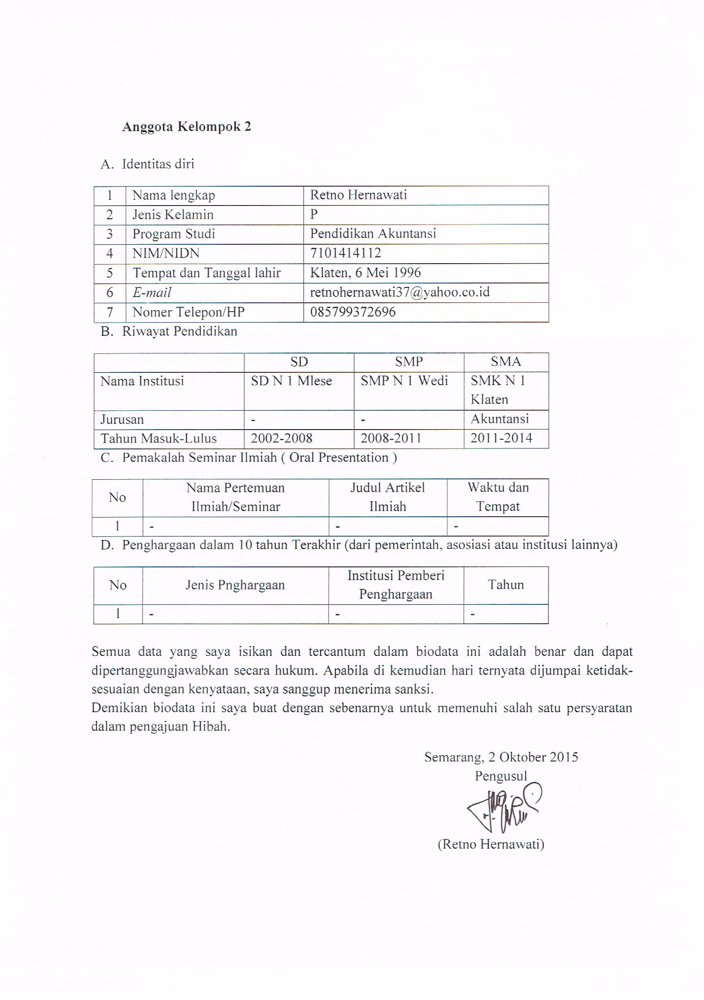 Anggota Kelompok 2
A. Identitas diri
1 Nama lengkap Retno Hernawati
2 Jenis Kelamin P
3 Program Studi Pendidikan Akuntansi
4 NIM/NIDN 7101414112
5 Tempat dan Tanggal lahir Klaten, 6 Mei 1996
6 E-mail retnohernawati37@yahoo.co.id
7 Nomer Telepon/HP 085799372696
B. Riwayat Pendidikan
SD SMP SMA
Nama Institusi SD N 1 Mlese SMP N 1 Wedi SMK N 1
Klaten
Jurusan - - Akuntansi
Tahun Masuk-Lulus 2002-2008 2008-2011 2011-2014
C. Pemakalah Seminar Ilmiah ( Oral Presentation )
No Nama Pertemuan Judul Artikel Waktu dan
Ilmiah/Seminar Ilmiah Tempat
1 - - -
D. Penghargaan dalam 10 tahun Terakhir (dari pemerintah, asosiasi atau institusi lainnya)
No Jenis Pnghargaan Institusi Pemberi Tahun
Penghargaan
1 - - -
Semua data yang saya isikan dan tercantum dalam biodata ini adalah benar dan dapat
dipertanggungjawabkan secara hukum. Apabila di kemudian hari ternyata dijumpai ketidak-
sesuaian dengan kenyataan, saya sanggup menerima sanksi.
Demikian biodata ini saya buat dengan sebenarnya untuk memenuhi salah satu persyaratan
dalam pengajuan Hibah.
Semarang, 2 Oktober 2015
Pengusul
(Retno Hernawati)